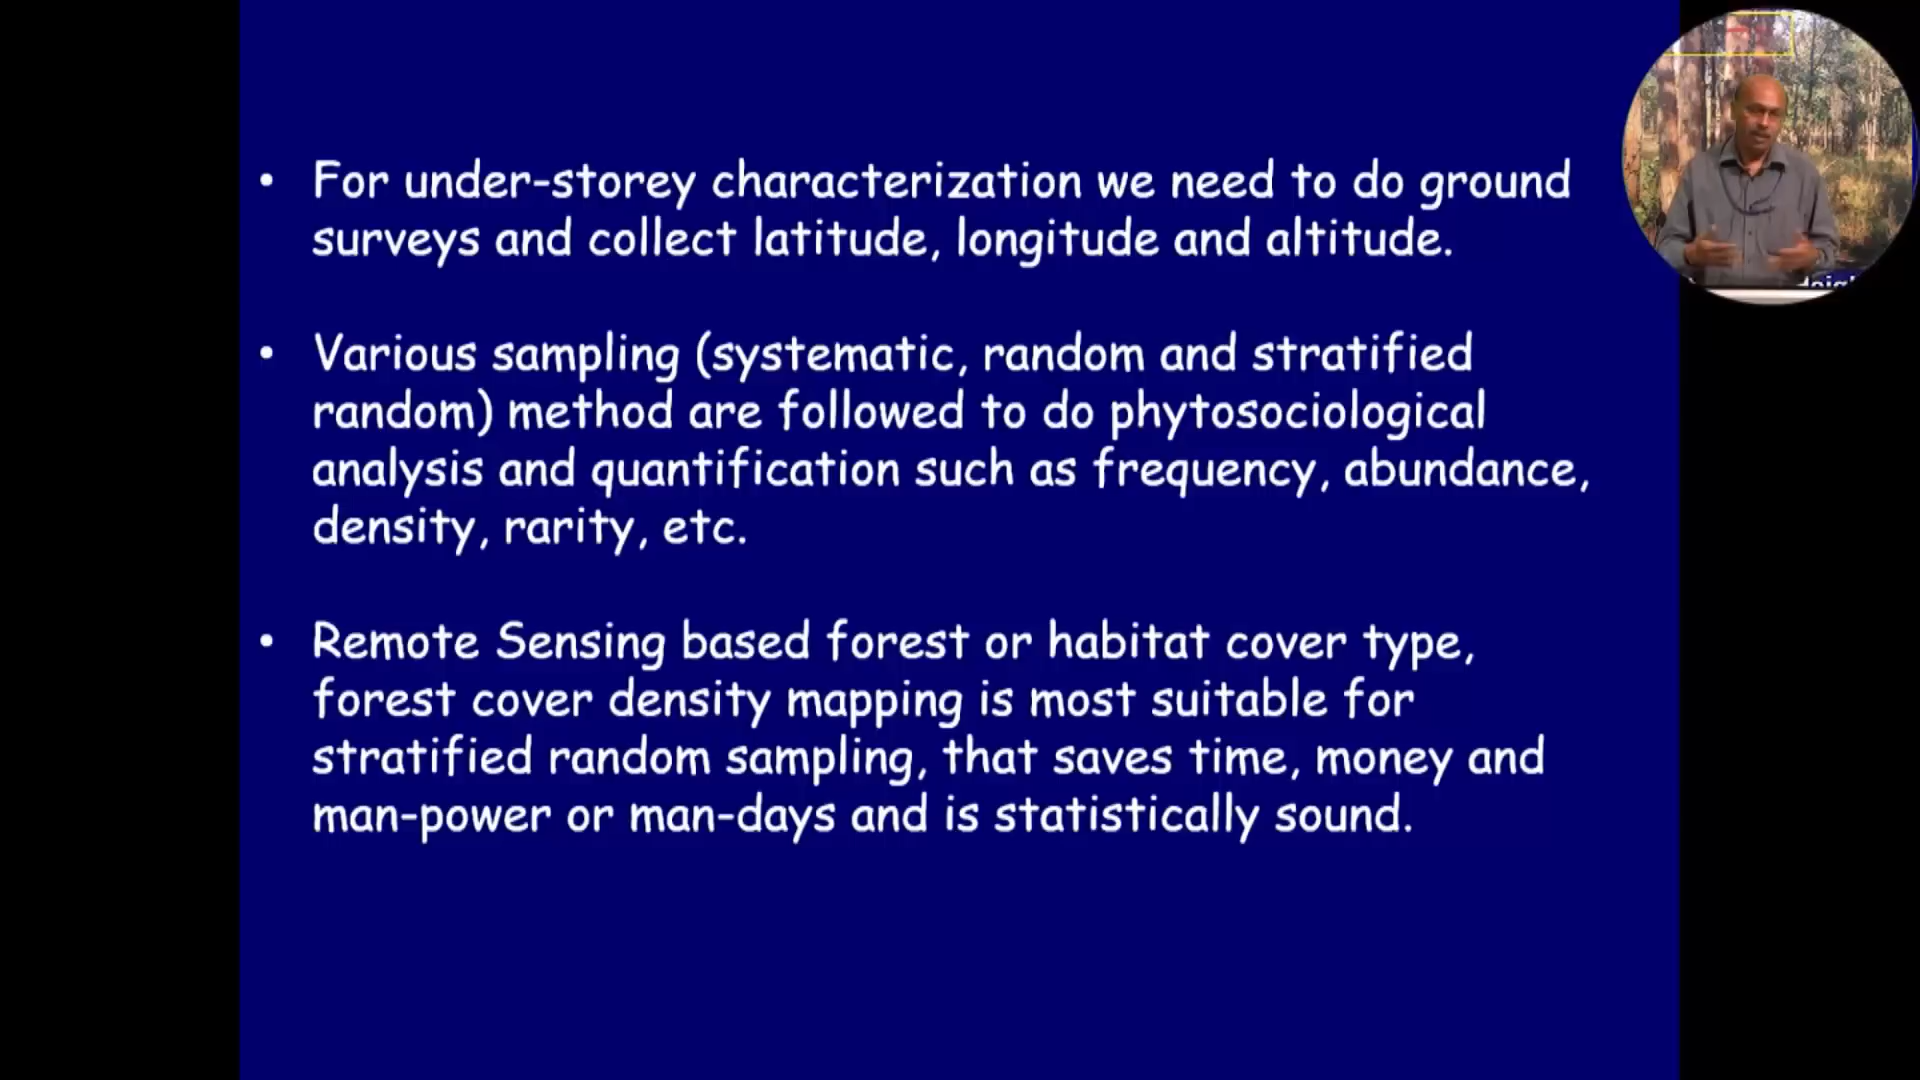 • For under-storey characterization we need to do ground
surveys and collect latitude, longitude and altitude.
• Various sampling (systematic, random and stratified
random) method are followed to do phytosociological
analysis and quantification such as frequency, abundance,
density, rarity, etc.
• Remote Sensing based forest or habitat cover type,
forest cover density mapping is most suitable for
stratified random sampling, that saves time, money and
man-power or man-days and is statistically sound.